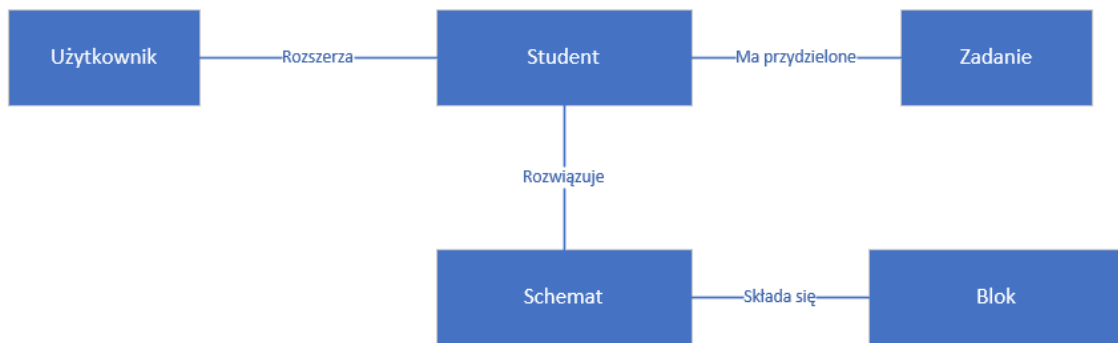 Użytkownik
Rozszerza
Student
Ma przydzielone
Zadanie
Rozwiązuje
Schemat
Składa się
Blok